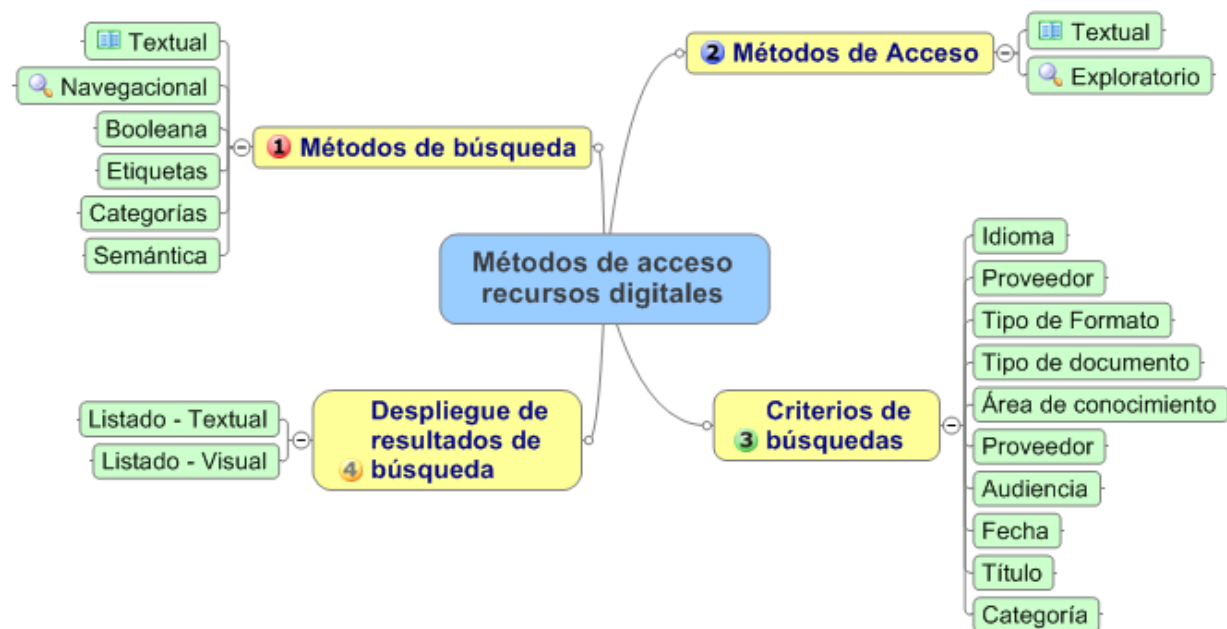 Métodos de acceso
recursos digitales
1 Métodos de búsqueda
Textual
Navegacional
Booleana
Etiquetas
Categorías
Semántica
2 Métodos de Acceso
Textual
Exploratorio
Criterios de
3 búsquedas
Idioma
Proveedor
Tipo de Formato
Tipo de documento
Área de conocimiento
Proveedor
Audiencia
Fecha
Título
Categoría
Despliegue de
resultados de
4 búsqueda
Listado - Textual
Listado - Visual